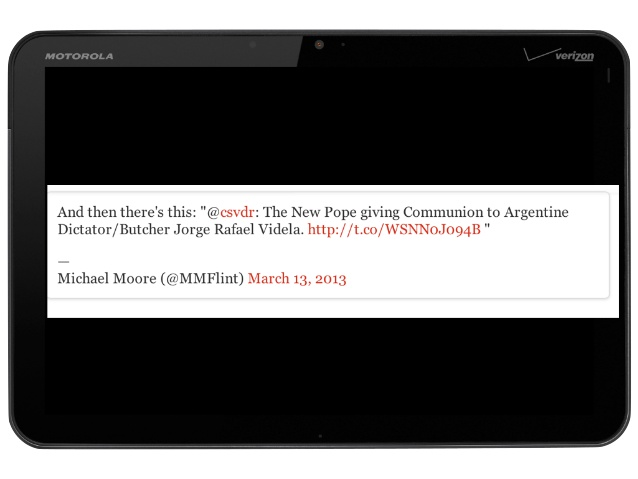 MOTOROLA
verizon
And then there's this: "@csvdr: The New Pope giving Communion to Argentine
Dictator/Butcher Jorge Rafael Videla. http://t.co/WSNN0J094B "
—
Michael Moore (@MMFlint) March 13, 2013